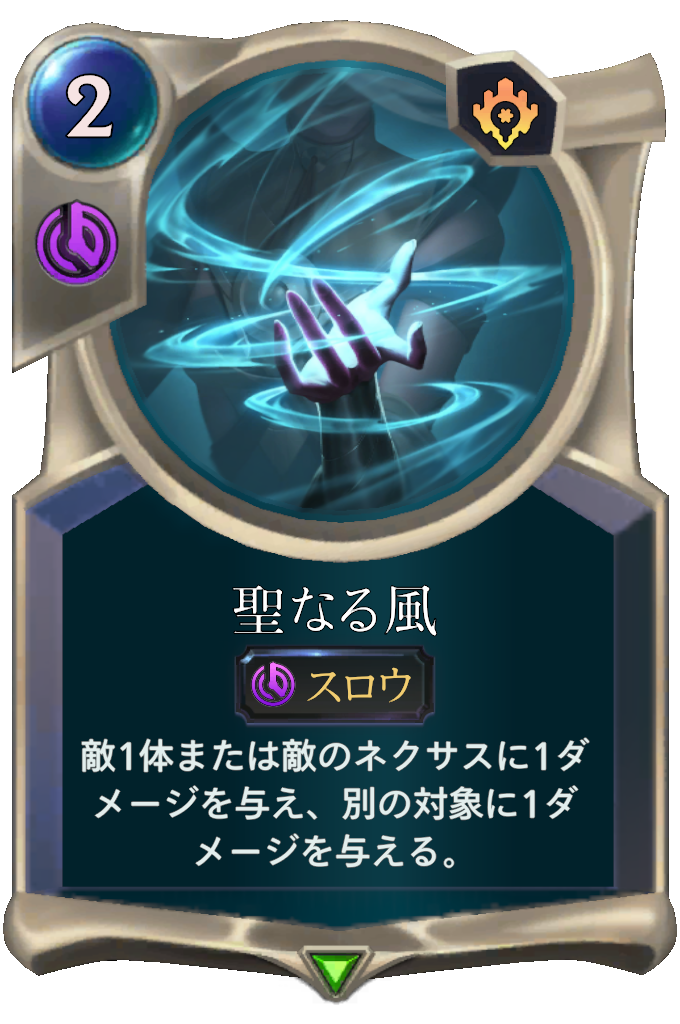 2
聖なる風
スロウ
敵1体または敵のネクサスに1ダ
メージを与え、別の対象に1ダ
メージを与える。